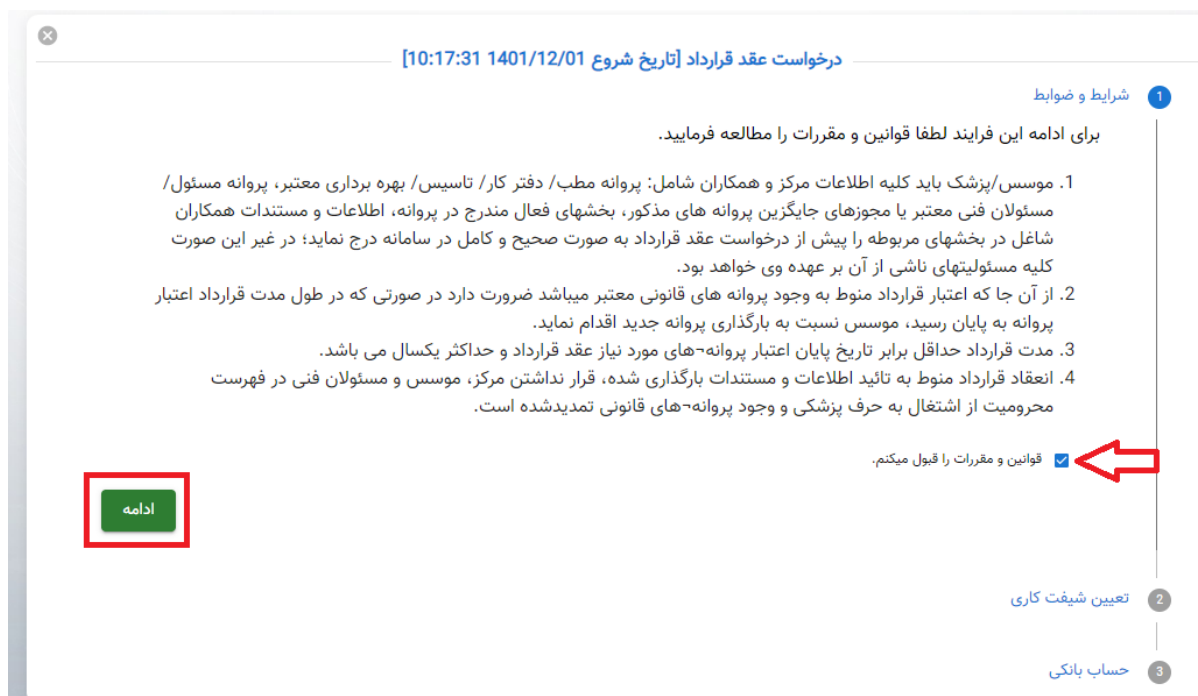 درخواست عقد قرارداد [تاریخ شروع 1401/12/01 10:17:31]
1 شرایط و ضوابط
برای ادامه این فرایند لطفا قوانین و مقررات را مطالعه فرمایید.
1. موسس/پزشک باید کلیه اطلاعات مرکز و همکاران شامل: پروانه مطب/ دفتر کار/ تاسیس/ بهره برداری معتبر، پروانه مسئول/
مسئولان فنی معتبر یا مجوزهای جایگزین پروانه های مذکور، بخشهای فعال مندرج در پروانه، اطلاعات و مستندات همکاران
شاغل در بخشهای مربوطه را پیش از درخواست عقد قرارداد به صورت صحیح و کامل در سامانه درج نماید؛ در غیر این صورت
کلیه مسئولیتهای ناشی از آن بر عهده وی خواهد بود.
2. از آن جا که اعتبار قرارداد منوط به وجود پروانه های قانونی معتبر میباشد ضرورت دارد در صورتی که در طول مدت قرارداد اعتبار
پروانه به پایان رسید، موسس نسبت به بارگذاری پروانه جدید اقدام نماید.
3. مدت قرارداد حداقل برابر تاریخ پایان اعتبار پروانه¬های مورد نیاز عقد قرارداد و حداکثر یکسال می باشد.
4. انعقاد قرارداد منوط به تائید اطلاعات و مستندات بارگذاری شده، قرار نداشتن مرکز، موسس و مسئولان فنی در فهرست
محرومیت از اشتغال به حرف پزشکی و وجود پروانه¬های قانونی تمدیدشده است.
قوانین و مقررات را قبول میکنم.
ادامه
2 تعیین شیفت کاری
3 حساب بانکی